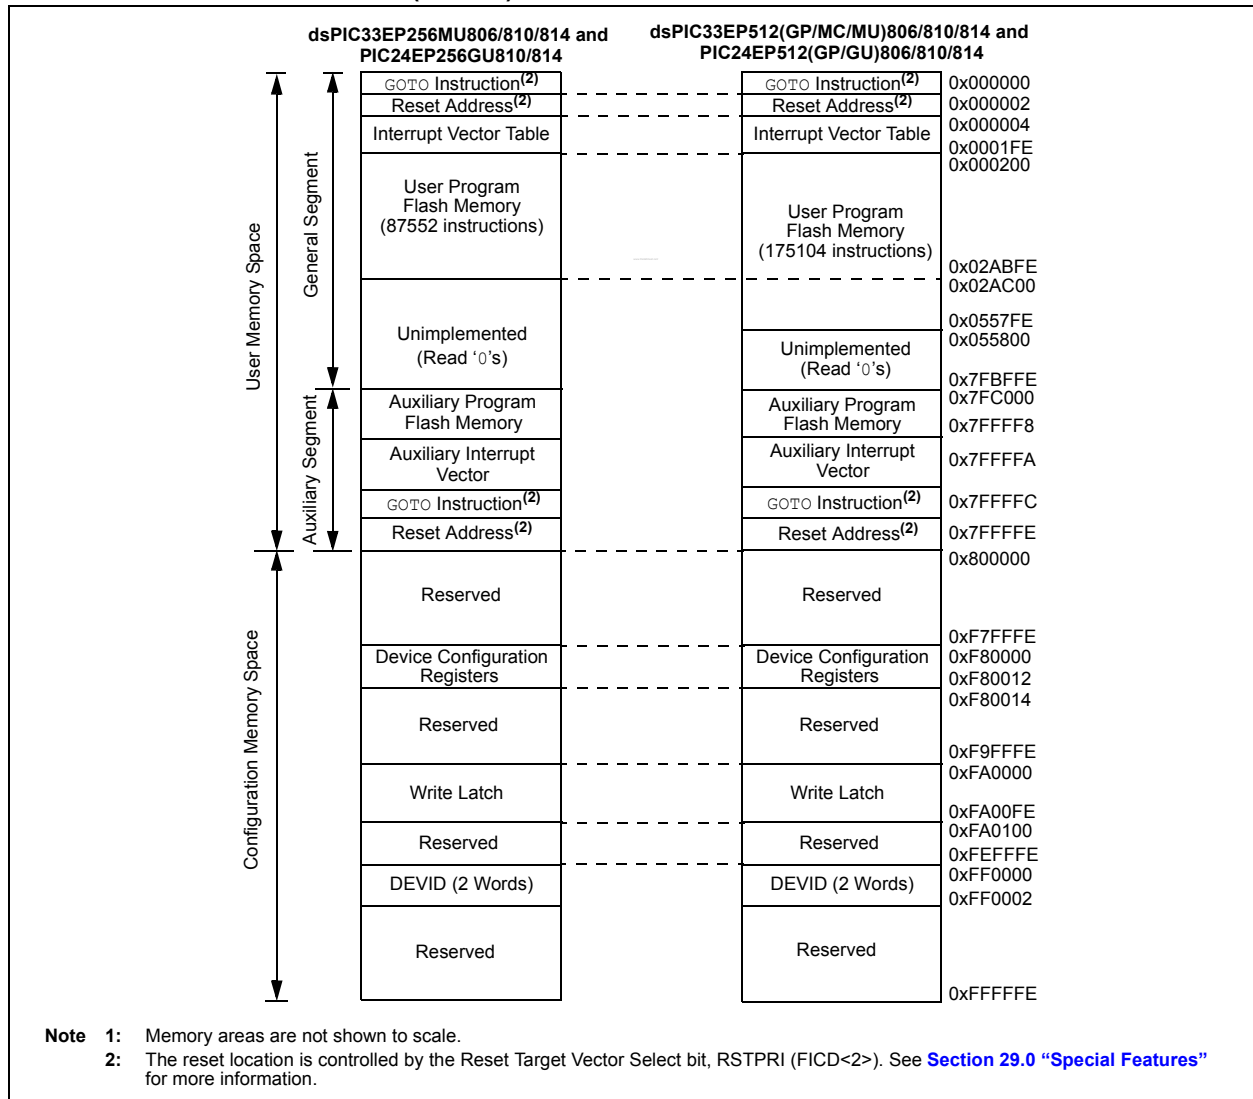 dsPIC33EP256MU806/810/814 and
PIC24EP256GU810/814
dsPIC33EP512(GP/MC/MU)806/810/814 and
PIC24EP512(GP/GU)806/810/814
User Memory Space
General Segment
Auxiliary Segment
Configuration Memory Space
GOTO Instruction(2)
Reset Address(2)
Interrupt Vector Table
User Program
Flash Memory
(87552 instructions)
Unimplemented
(Read ‘0’s)
Auxiliary Program
Flash Memory
Auxiliary Interrupt
Vector
GOTO Instruction(2)
Reset Address(2)
Reserved
Device Configuration
Registers
Reserved
Write Latch
Reserved
DEVID (2 Words)
Reserved
GOTO Instruction(2)
Reset Address(2)
Interrupt Vector Table
User Program
Flash Memory
(175104 instructions)
Unimplemented
(Read ‘0’s)
Auxiliary Program
Flash Memory
Auxiliary Interrupt
Vector
GOTO Instruction(2)
Reset Address(2)
Reserved
Device Configuration
Registers
Reserved
Write Latch
Reserved
DEVID (2 Words)
Reserved
0x000000
0x000002
0x000004
0x0001FE
0x000200
0x02ABFE
0x02AC00
0x0557FE
0x055800
0x7FBFFE
0x7FC000
0x7FFFF8
0x7FFFFA
0x7FFFFC
0x7FFFFE
0x800000
0xF7FFFE
0xF80000
0xF80012
0xF80014
0xF9FFFE
0xFA0000
0xFA00FE
0xFA0100
0xFEFFFE
0xFF0000
0xFF0002
0xFFFFFE
Note 1: Memory areas are not shown to scale.
2: The reset location is controlled by the Reset Target Vector Select bit, RSTPRI (FICD<2>). See Section 29.0 “Special Features”
for more information.